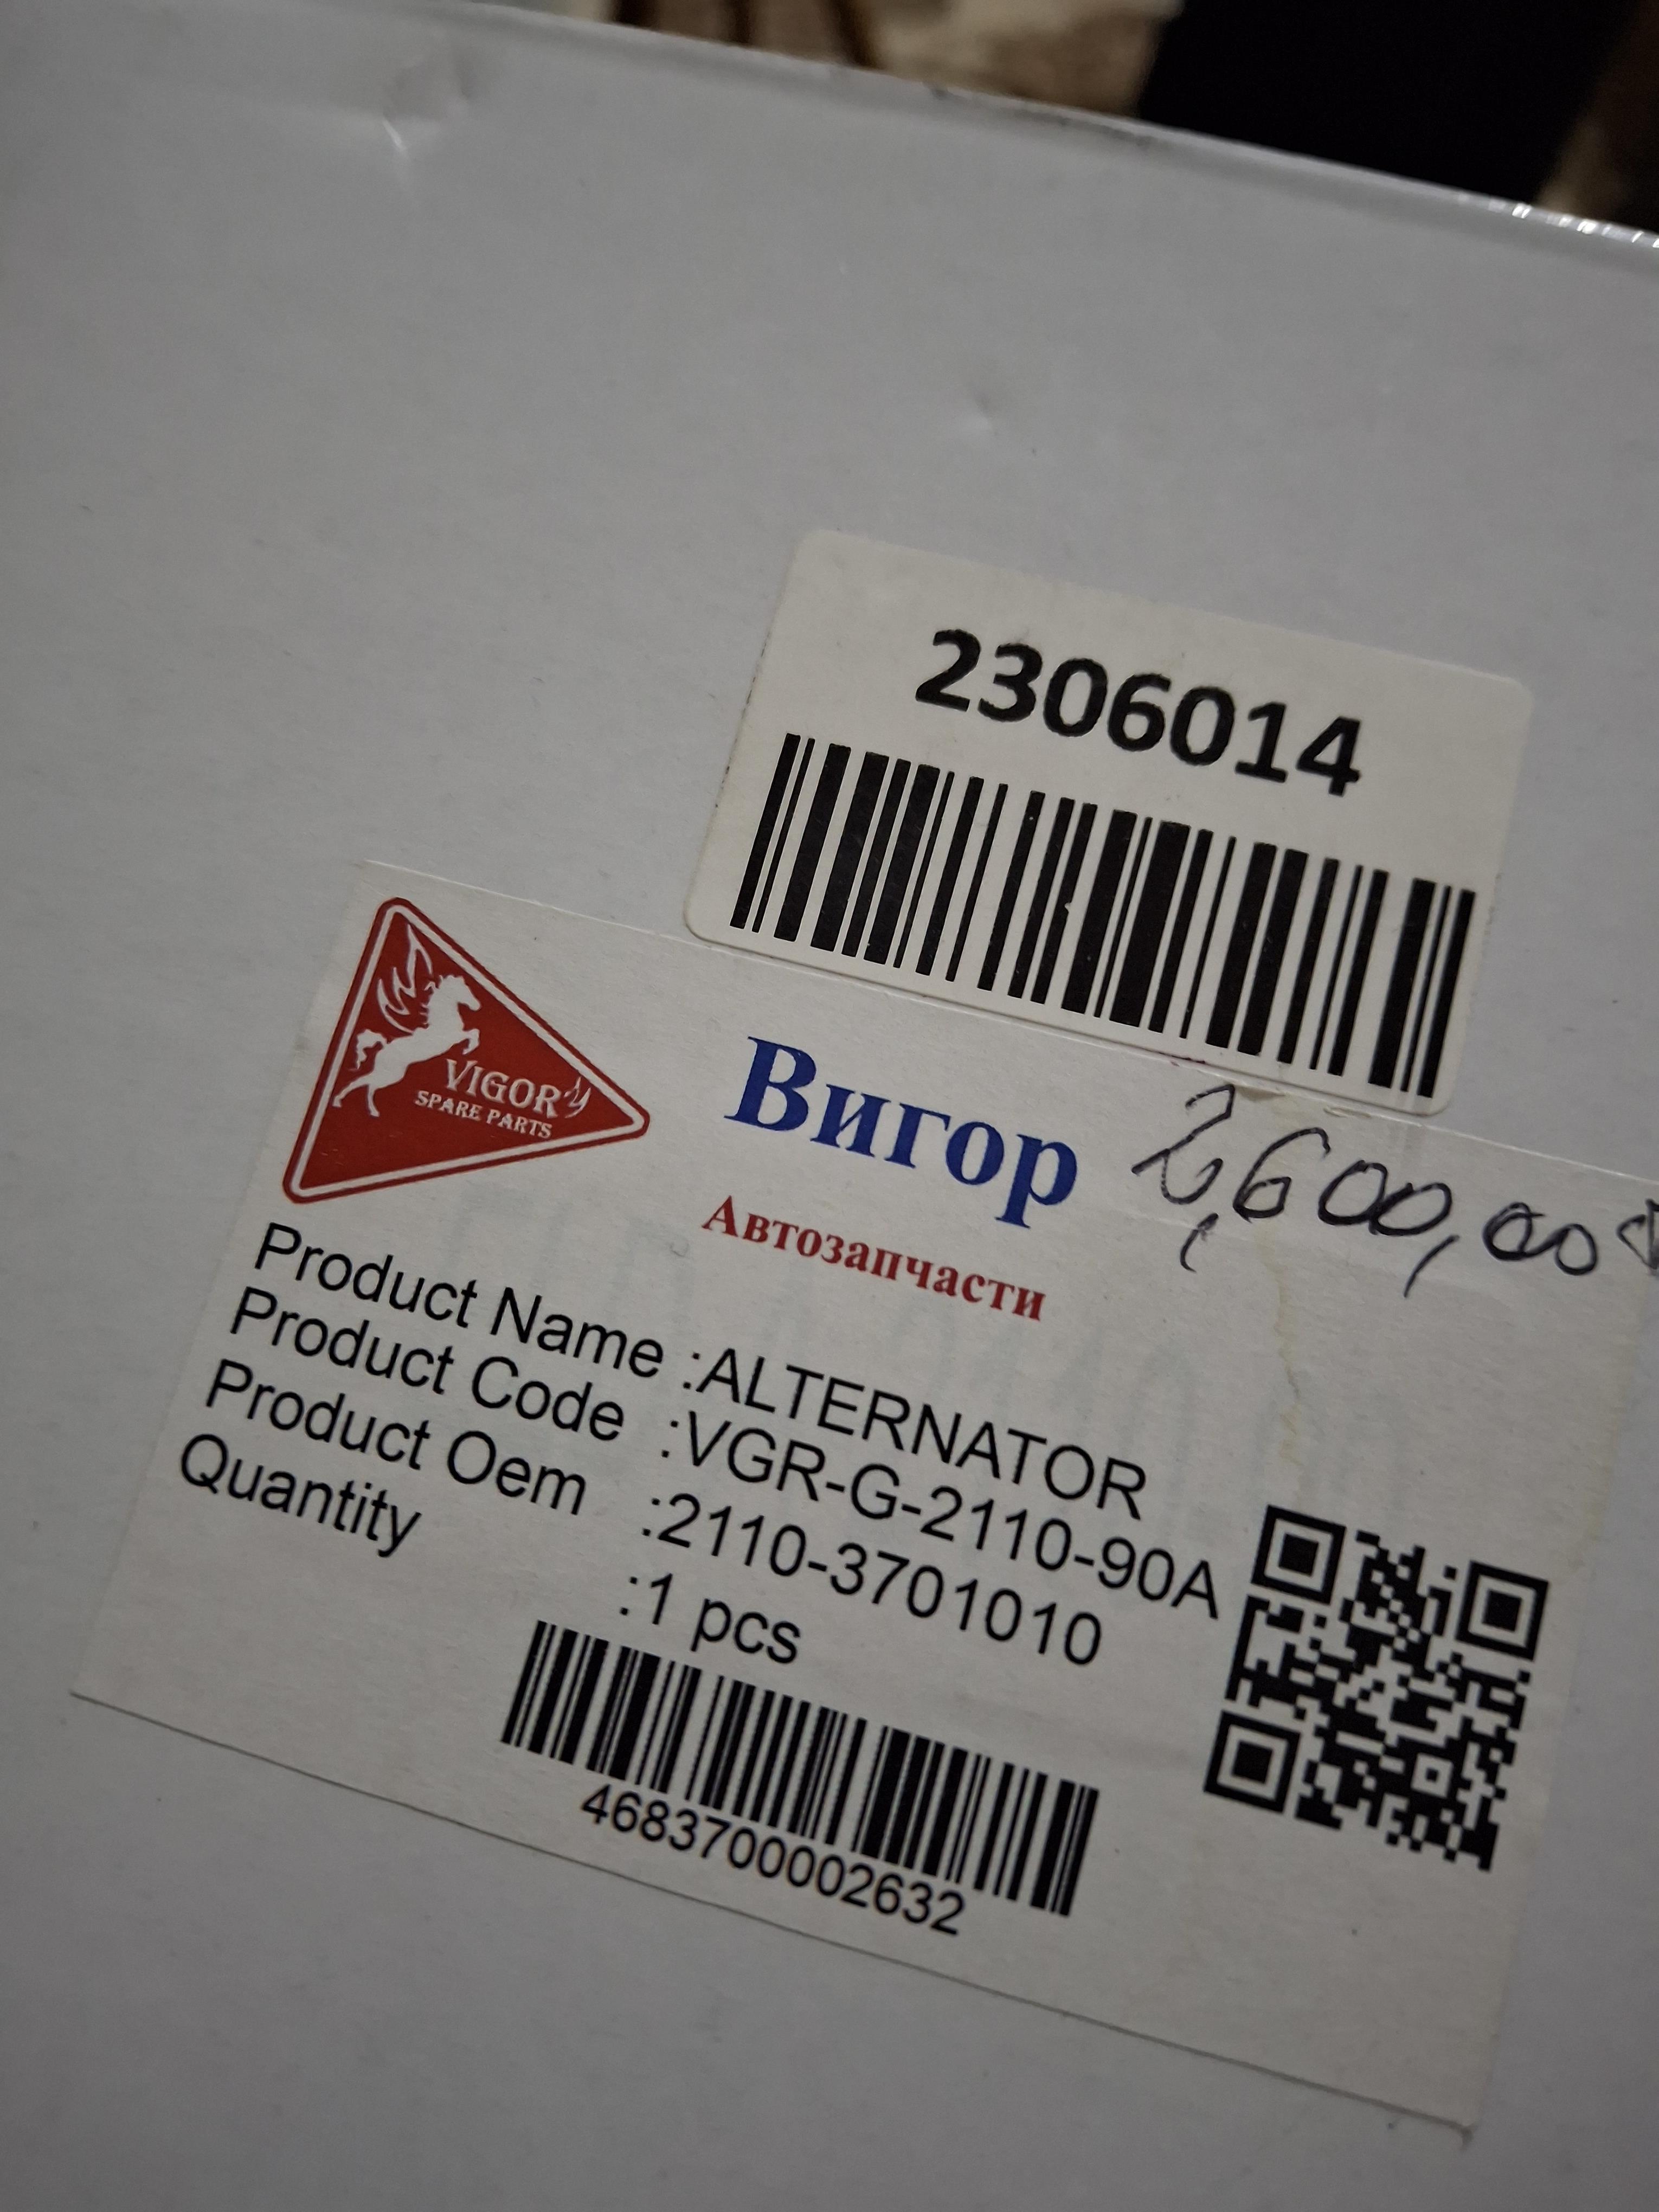 2306014
VIGOR
SPARE PARTS
Вигор
2,600,00
Автозапчасти
Product Name :ALTERNATOR
Product Code :VGR-G-2110-90A
Product Oem :2110-3701010
Quantity :1 pcs
4683700002632